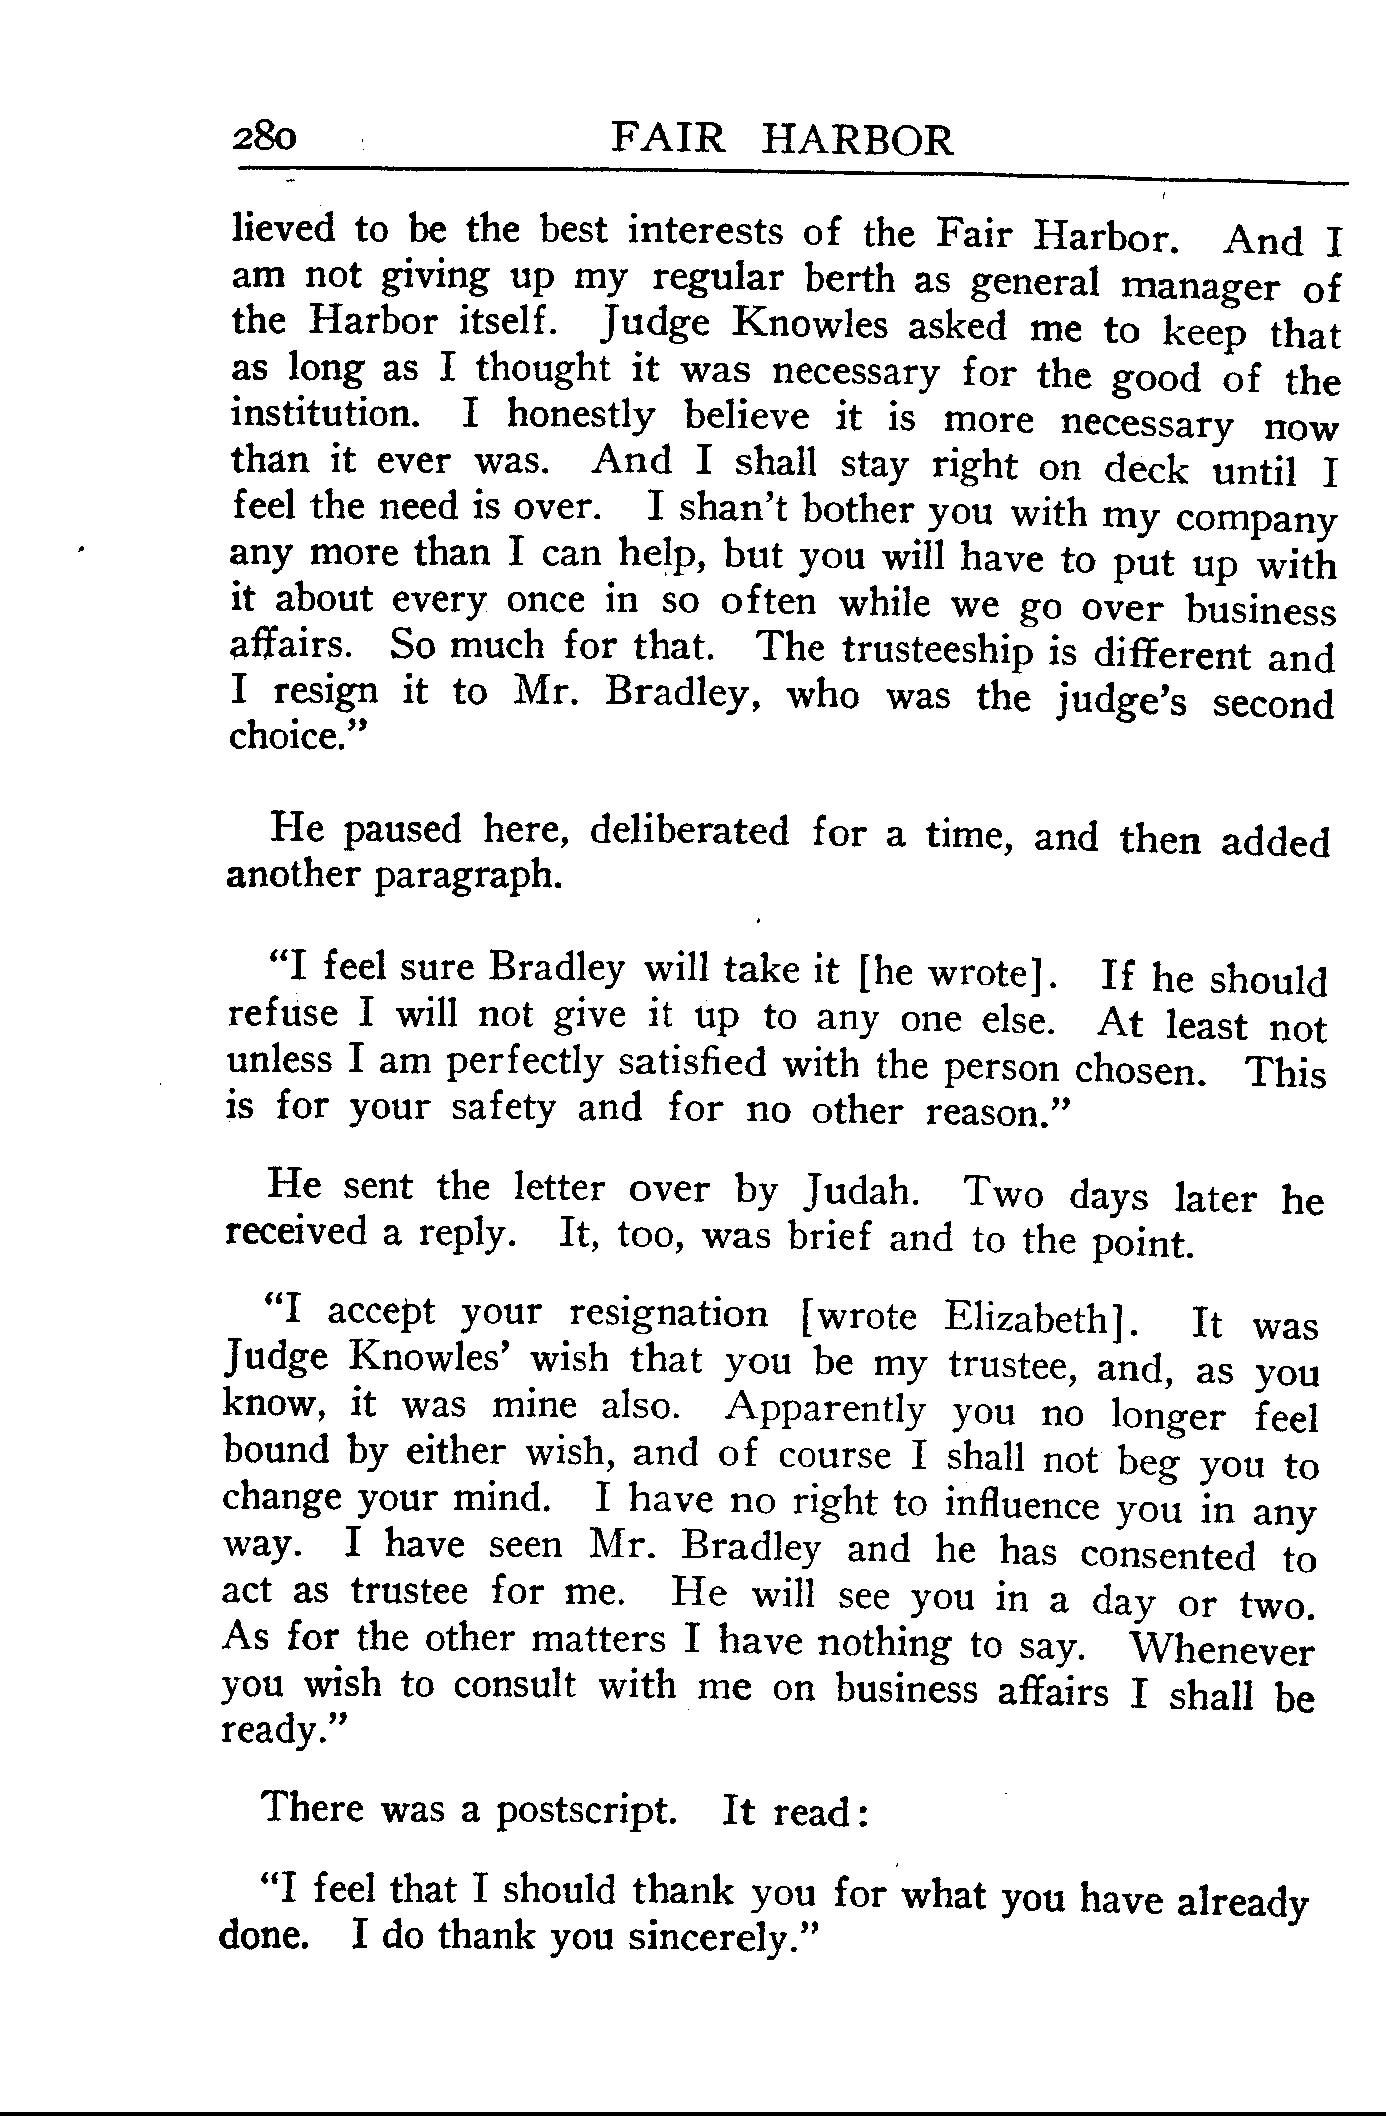 280 FAIR HARBOR
lieved to be the best interests of the Fair Harbor. And I
am not giving up my regular berth as general manager of
the Harbor itself. Judge Knowles asked me to keep that
as long as I thought it was necessary for the good of the
institution. I honestly believe it is more necessary now
than it ever was. And I shall stay right on deck until I
feel the need is over. I shan't bother you with my company
any more than I can help, but you will have to put up with
it about every once in so often while we go over business
affairs. So much for that. The trusteeship is different and
I resign it to Mr. Bradley, who was the judge's second
choice."
He paused here, deliberated for a time, and then added
another paragraph.
"I feel sure Bradley will take it [he wrote]. If he should
refuse I will not give it up to any one else. At least not
unless I am perfectly satisfied with the person chosen. This
is for your safety and for no other reason."
He sent the letter over by Judah. Two days later he
received a reply. It, too, was brief and to the point.
"I accept your resignation [wrote Elizabeth]. It was
Judge Knowles' wish that you be my trustee, and, as you
know, it was mine also. Apparently you no longer feel
bound by either wish, and of course I shall not beg you to
change your mind. I have no right to influence you in any
way. I have seen Mr. Bradley and he has consented to
act as trustee for me. He will see you in a day or two.
As for the other matters I have nothing to say. Whenever
you wish to consult with me on business affairs I shall be
ready."
There was a postscript. It read:
"I feel that I should thank you for what you have already
done. I do thank you sincerely."